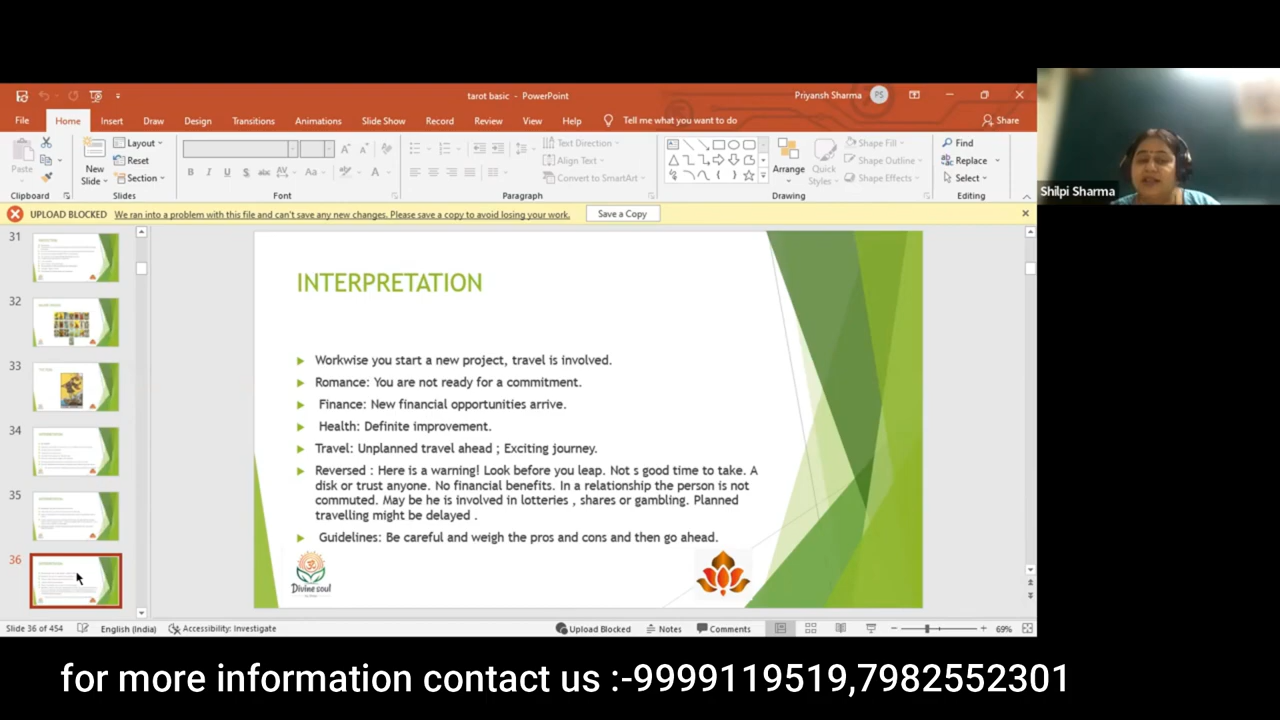 tarot basic - PowerPoint
Priyansh Sharma
PS
File
Home
Insert
Draw
Design
Transitions
Animations
Slide Show
Record
Review
View
Help
Tell me what you want to do
Share
Paste
Clipboard
New
Slide
Layout
Reset
Section
Slides
B I U S
AV
Aa
A
Font
Paragraph
Text Direction
Align Text
Convert to SmartArt
Arrange
Quick
Styles
Drawing
Shape Fill
Shape Outline
Shape Effects
Find
Replace
Select
Editing
Shilpi Sharma
UPLOAD BLOCKED We ran into a problem with this file and can't save any new changes. Please save a copy to avoid losing your work. Save a Copy
31
32
33
34
35
36
INTERPRETATION
Workwise you start a new project, travel is involved.
Romance: You are not ready for a commitment.
Finance: New financial opportunities arrive.
Health: Definite improvement.
Travel: Unplanned travel ahead ; Exciting journey.
Reversed : Here is a warning! Look before you leap. Not s good time to take. A
disk or trust anyone. No financial benefits. In a relationship the person is not
commuted. May be he is involved in lotteries , shares or gambling. Planned
travelling might be delayed .
Guidelines: Be careful and weigh the pros and cons and then go ahead.
ॐ
Divine soul
Slide 36 of 454
English (India)
Accessibility: Investigate
Upload Blocked
Notes
Comments
69%
for more information contact us :-9999119519,7982552301